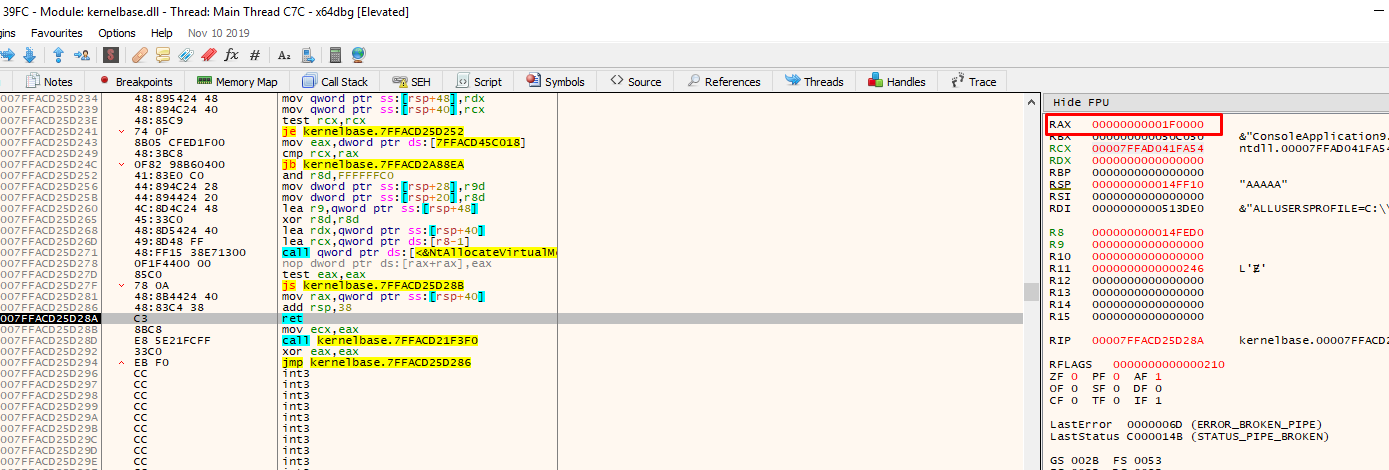 39FC - Module: kernelbase.dll - Thread: Main Thread C7C - x64dbg [Elevated]
gins Favourites Options Help Nov 10 2019
Notes Breakpoints Memory Map Call Stack SEH Script Symbols Source References Threads Handles Trace
007FFACD25D234 48:895424 48 mov qword ptr ss:[rsp+48],rdx
007FFACD25D239 48:894C24 40 mov qword ptr ss:[rsp+40],rcx
007FFACD25D23E 48:85C9 test rcx,rcx
007FFACD25D241 74 0F je kernelbase.7FFACD25D252
007FFACD25D243 8B05 CFED1F00 mov eax,dword ptr ds:[7FFACD45C018]
007FFACD25D249 48:3BC8 cmp rcx,rax
007FFACD25D24C 0F82 98B60400 jb kernelbase.7FFACD2A88EA
007FFACD25D252 41:83E0 C0 and r8d,FFFFFFC0
007FFACD25D256 44:894C24 28 mov dword ptr ss:[rsp+28],r9d
007FFACD25D25B 44:894424 20 mov dword ptr ss:[rsp+20],r8d
007FFACD25D260 4C:8D4C24 48 lea r9,qword ptr ss:[rsp+48]
007FFACD25D265 45:33C0 xor r8d,r8d
007FFACD25D268 48:8D5424 40 lea rdx,qword ptr ss:[rsp+40]
007FFACD25D26D 49:8D48 FF lea rcx,qword ptr ds:[r8-1]
007FFACD25D271 48:FF15 38E71300 call qword ptr ds:[<&NtAllocateVirtualMe
007FFACD25D278 0F1F4400 00 nop dword ptr ds:[rax+rax],eax
007FFACD25D27D 85C0 test eax,eax
007FFACD25D27F 78 0A js kernelbase.7FFACD25D28B
007FFACD25D281 48:8B4424 40 mov rax,qword ptr ss:[rsp+40]
007FFACD25D286 48:83C4 38 add rsp,38
007FFACD25D28A C3 ret
007FFACD25D28B 8BC8 mov ecx,eax
007FFACD25D28D E8 5E21FCFF call kernelbase.7FFACD21F3F0
007FFACD25D292 33C0 xor eax,eax
007FFACD25D294 EB F0 jmp kernelbase.7FFACD25D286
007FFACD25D296 CC int3
007FFACD25D297 CC int3
007FFACD25D298 CC int3
007FFACD25D299 CC int3
007FFACD25D29A CC int3
007FFACD25D29B CC int3
007FFACD25D29C CC int3
007FFACD25D29D CC int3
007FFACD25D29E CC int3
Hide FPU
RAX 00000000001F0000
RBX 000000000050C050 &"ConsoleApplication9.
RCX 00007FFAD041FA54 ntdll.00007FFAD041FA54
RDX 0000000000000000
RBP 0000000000000000
RSP 000000000014FF10 "AAAAA"
RSI 0000000000000000
RDI 0000000000513DE0 &"ALLUSERSPROFILE=C:\\
R8 000000000014FED0
R9 0000000000000000
R10 0000000000000000
R11 0000000000000246
R12 0000000000000000
R13 0000000000000000
R14 0000000000000000
R15 0000000000000000
RIP 00007FFACD25D28A kernelbase.00007FFACD2
RFLAGS 0000000000000210
ZF 0 PF 0 AF 1
OF 0 SF 0 DF 0
CF 0 TF 0 IF 1
LastError 0000006D (ERROR_BROKEN_PIPE)
LastStatus C000014B (STATUS_PIPE_BROKEN)
GS 002B FS 0053